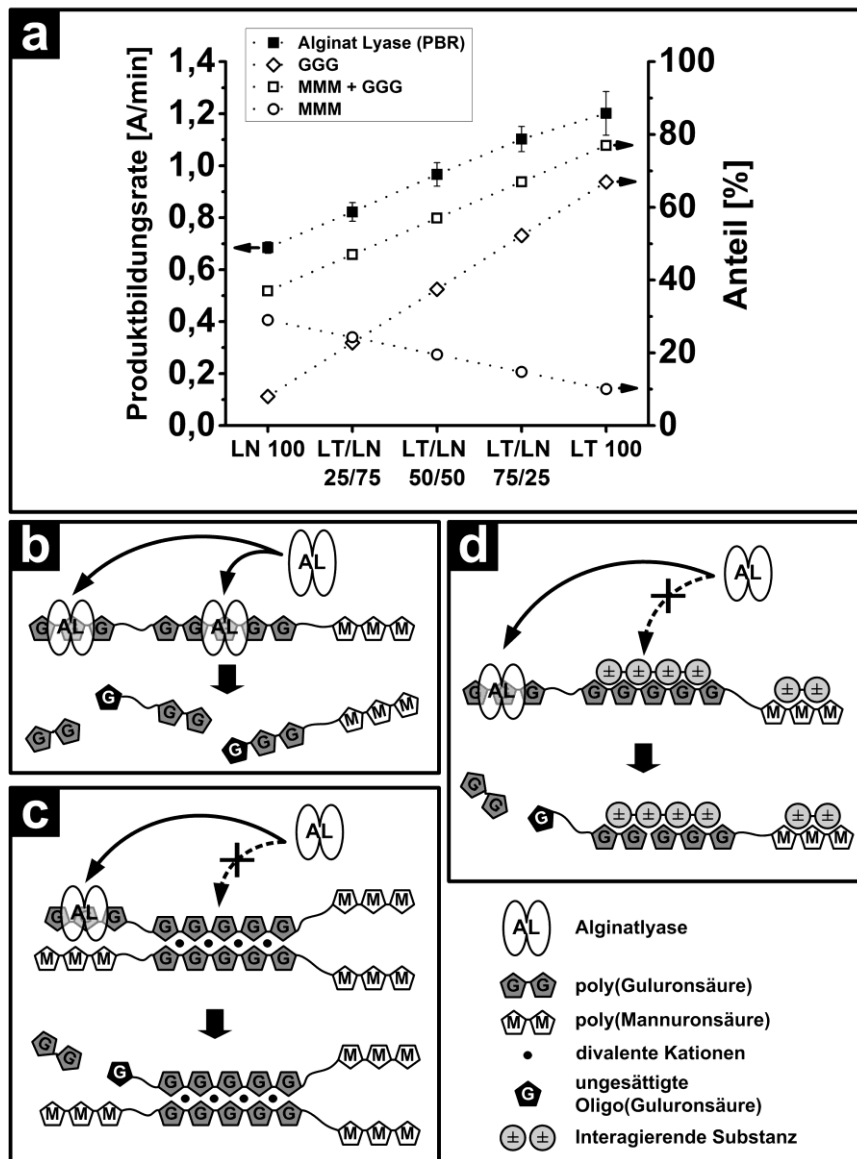 a
Alginat Lyase (PBR)
GGG
MMM + GGG
MMM
Produktbildungsrate [A/min]
1,4
1,2
1,0
0,8
0,6
0,4
0,2
0,0
100
80
60
40
20
0
Anteil [%]
LN 100
LT/LN
25/75
LT/LN
50/50
LT/LN
75/25
LT 100
b
AL
G AL G G G AL G G M M M
G G
G G G
G G G M M M
c
AL
G AL G G G G G G M M M
M M M G G G G G M M M
G G
G G G G G G M M M
M M M G G G G G M M M
d
AL
± ± ± ±
G AL G G G G G G
± ±
M M M
G G
± ± ± ±
G G G G G G
± ±
M M M
AL Alginatlyase
G G poly(Guluronsäure)
M M poly(Mannuronsäure)
divalente Kationen
G ungesättigte
Oligo(Guluronsäure)
± ± Interagierende Substanz